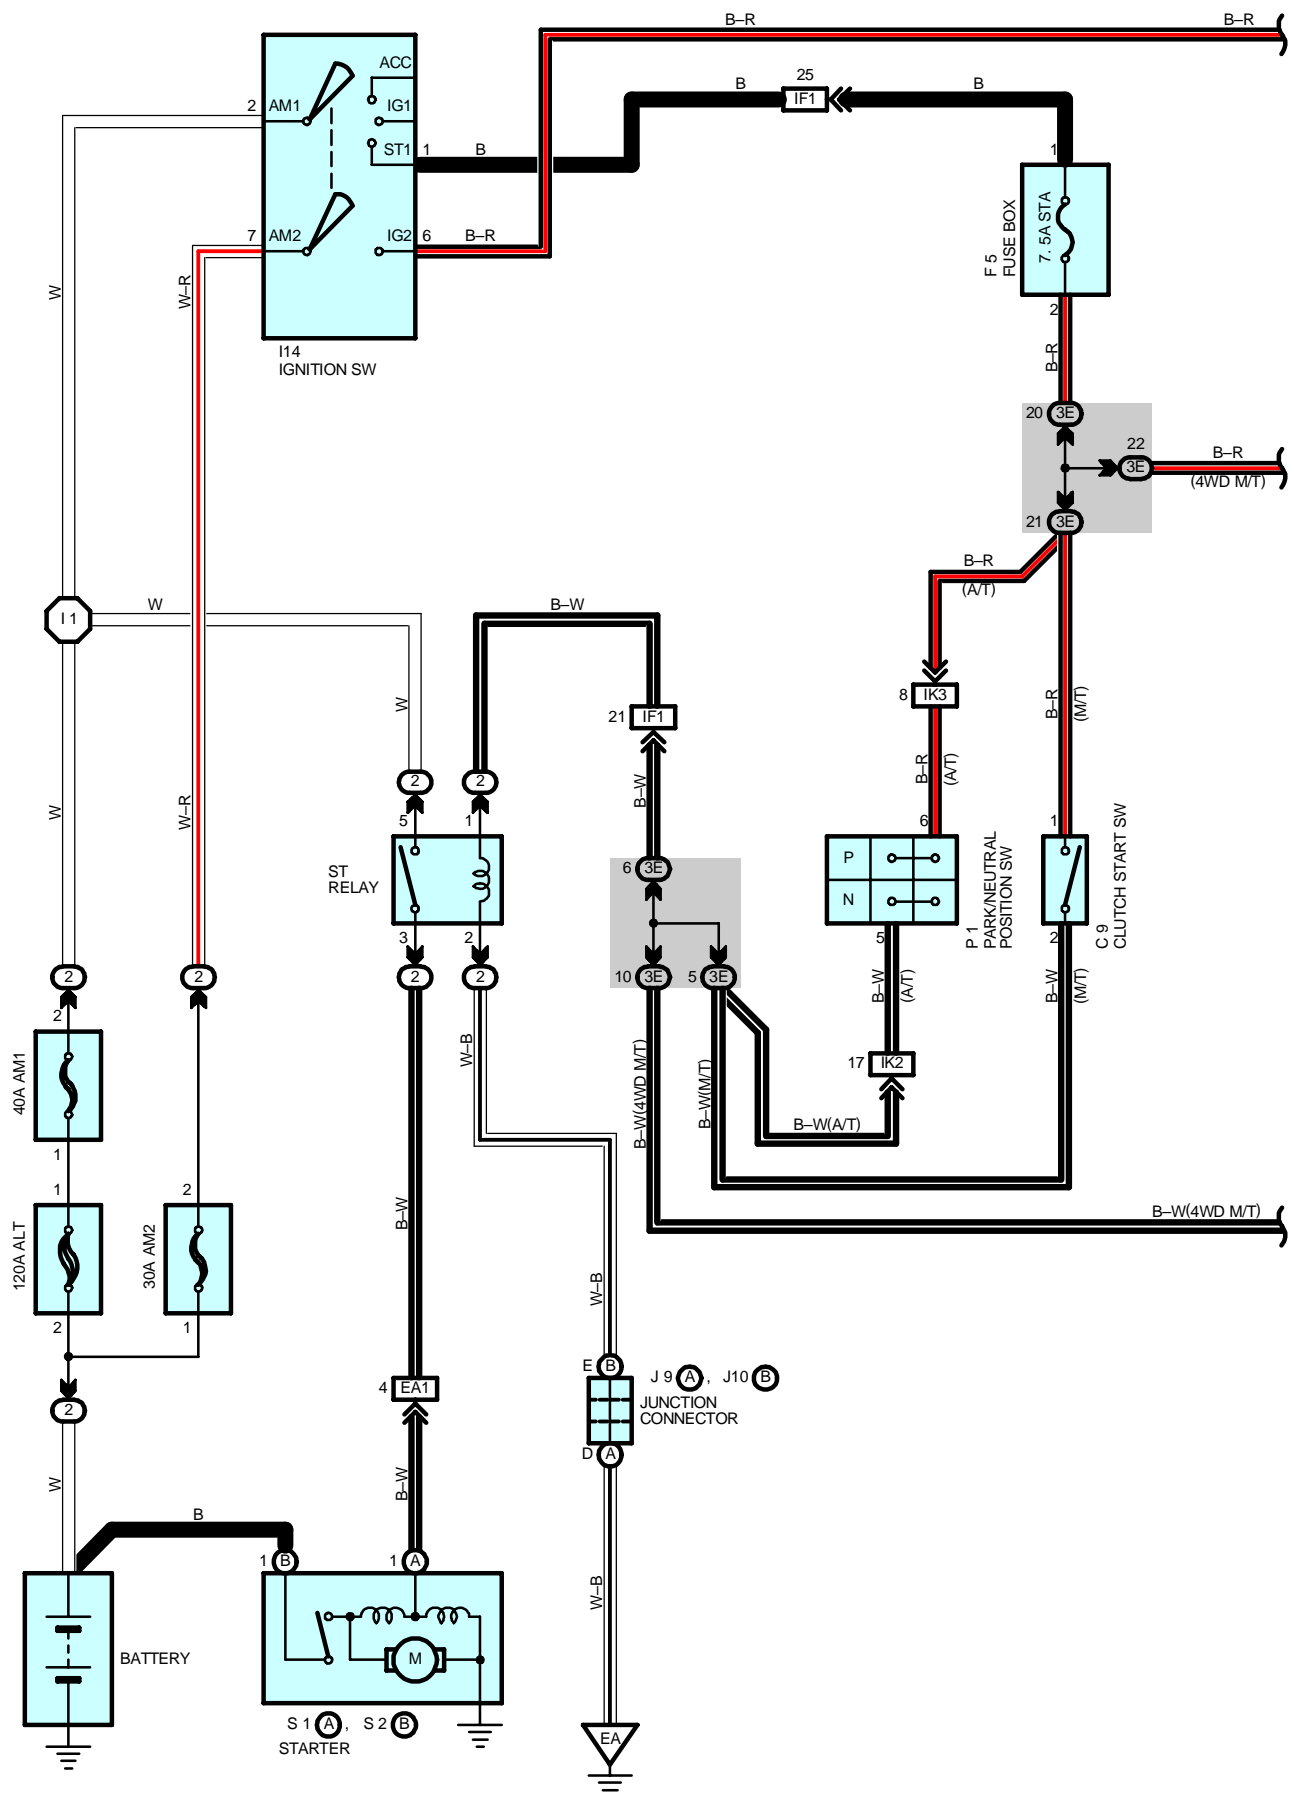 B–R
B–R
ACC
25
B
IF1
B
2
AM1
IG1
ST1
1
B
1
7
AM2
IG2
6
B–R
F 5
FUSE BOX
7. 5A STA
W
W–R
2
I14
IGNITION SW
B–R
20
3E
22
3E
B–R
(4WD M/T)
21
3E
B–R
(A/T)
I 1
W
B–W
8
IK3
B–R
(M/T)
W
21
IF1
B–R
(A/T)
2
2
B–W
W
W–R
5
1
6
1
ST
RELAY
6
3E
P
N
P 1
PARK/NEUTRAL
POSITION SW
C 9
CLUTCH START SW
3
2
5
2
2
2
2
2
10
3E
5
3E
B–W
(A/T)
B–W
(M/T)
2
40A AM1
W–B
B–W(4WD M/T)
B–W(M/T)
17
IK2
B–W(A/T)
1
1
2
B–W
B–W(4WD M/T)
120A ALT
30A AM2
W–B
2
1
E
B
J 9
A
,
J10
B
JUNCTION
CONNECTOR
4
EA1
2
D
A
W
B–W
B
1
B
1
A
W–B
BATTERY
M
S 1
A
,
S 2
B
STARTER
EA